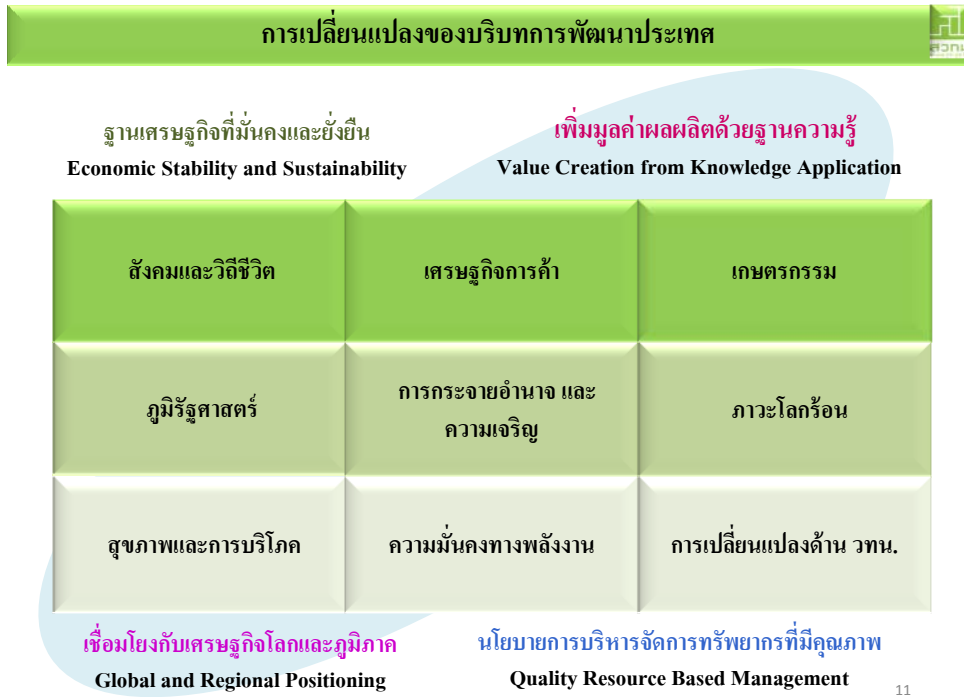 การเปลี่ยนแปลงของบริบทการพัฒนาประเทศ
ฐานเศรษฐกิจที่มั่นคงและยั่งยืน
Economic Stability and Sustainability
เพิ่มมูลค่าผลผลิตด้วยฐานความรู้
Value Creation from Knowledge Application
สังคมและวิถีชีวิต
เศรษฐกิจการค้า
เกษตรกรรม
ภูมิรัฐศาสตร์
การกระจายอำนาจ และ
ความเจริญ
ภาวะโลกร้อน
สุขภาพและการบริโภค
ความมั่นคงทางพลังงาน
การเปลี่ยนแปลงด้าน วทน.
เชื่อมโยงกับเศรษฐกิจโลกและภูมิภาค
Global and Regional Positioning
นโยบายการบริหารจัดการทรัพยากรที่มีคุณภาพ
Quality Resource Based Management
11